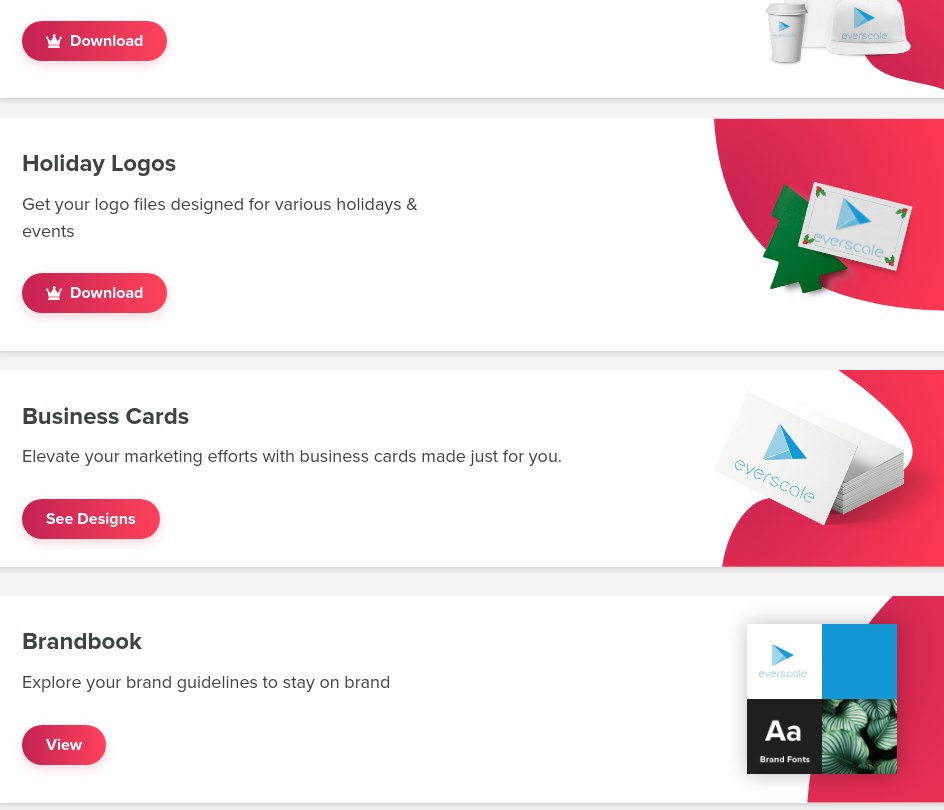 everscale
everscale
Download
Holiday Logos
Get your logo files designed for various holidays &
events
everscale
Download
Business Cards
Elevate your marketing efforts with business cards made just for you.
everscale
See Designs
Brandbook
Explore your brand guidelines to stay on brand
everscale
Aa
Brand Fonts
View